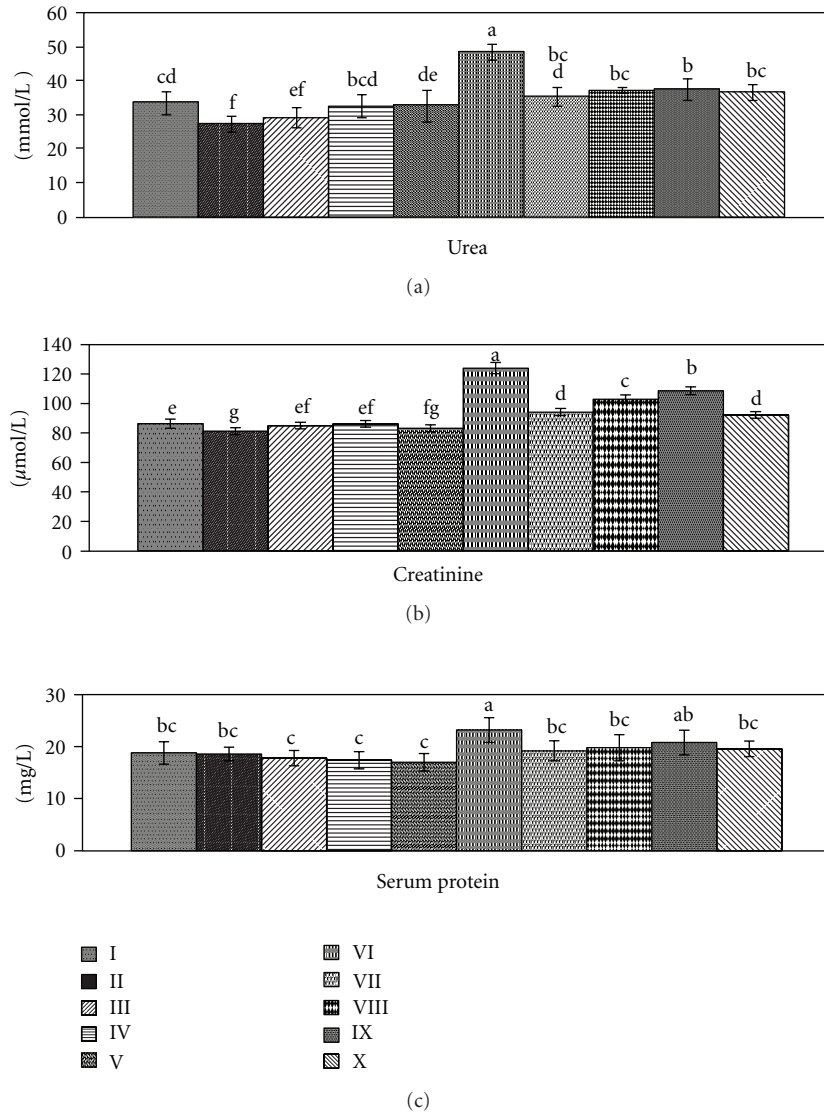 60
50
40
30
20
10
0
(mmol/L )
cd
f
ef
bcd
de
a
bc
d
bc
b
bc
Urea
(a)
140
120
100
80
60
40
20
0
(μmol/L)
e
g
ef
ef
fg
a
d
c
b
d
Creatinine
(b)
30
20
10
0
(mg/L)
bc
bc
c
c
c
a
bc
bc
ab
bc
Serum protein
I
II
III
IV
V
VI
VII
VIII
IX
X
(c)